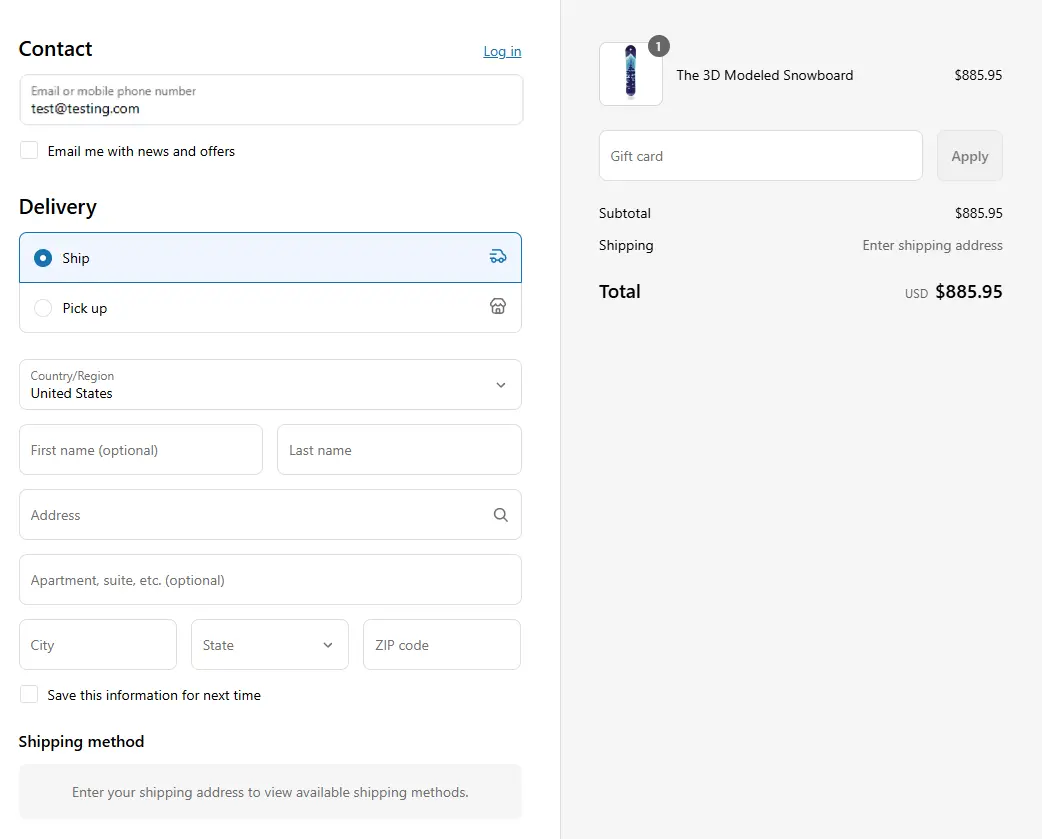 Contact
Log in
Email or mobile phone number
test@testing.com
Email me with news and offers
Delivery
Ship
Pick up
Country/Region
United States
First name (optional)
Last name
Address
Apartment, suite, etc. (optional)
City
State
ZIP code
Save this information for next time
Shipping method
Enter your shipping address to view available shipping methods.
1
The 3D Modeled Snowboard
$885.95
Gift card
Apply
Subtotal
$885.95
Shipping
Enter shipping address
Total
USD $885.95